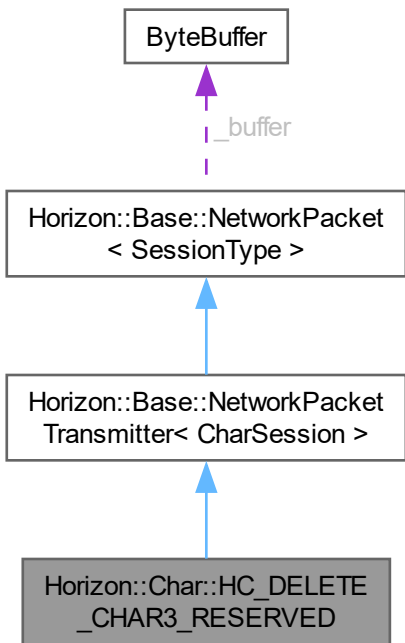 ByteBuffer
_buffer
Horizon::Base::NetworkPacket
< SessionType >
Horizon::Base::NetworkPacket
Transmitter< CharSession >
Horizon::Char::HC_DELETE
_CHAR3_RESERVED